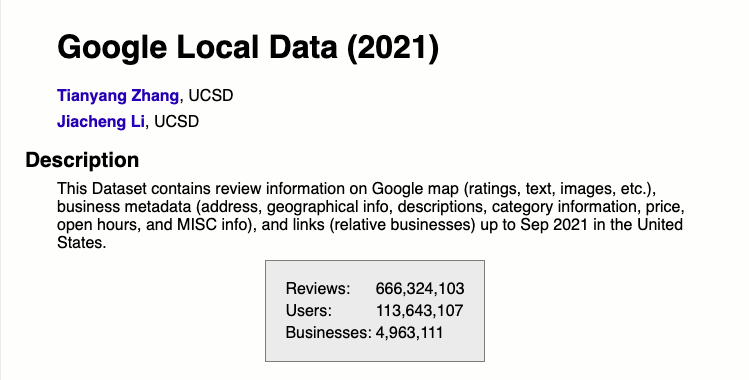 Google Local Data (2021)
Tianyang Zhang, UCSD
Jiacheng Li, UCSD
Description
This Dataset contains review information on Google map (ratings, text, images, etc.),
business metadata (address, geographical info, descriptions, category information, price,
open hours, and MISC info), and links (relative businesses) up to Sep 2021 in the United
States.
Reviews: 666,324,103
Users: 113,643,107
Businesses: 4,963,111